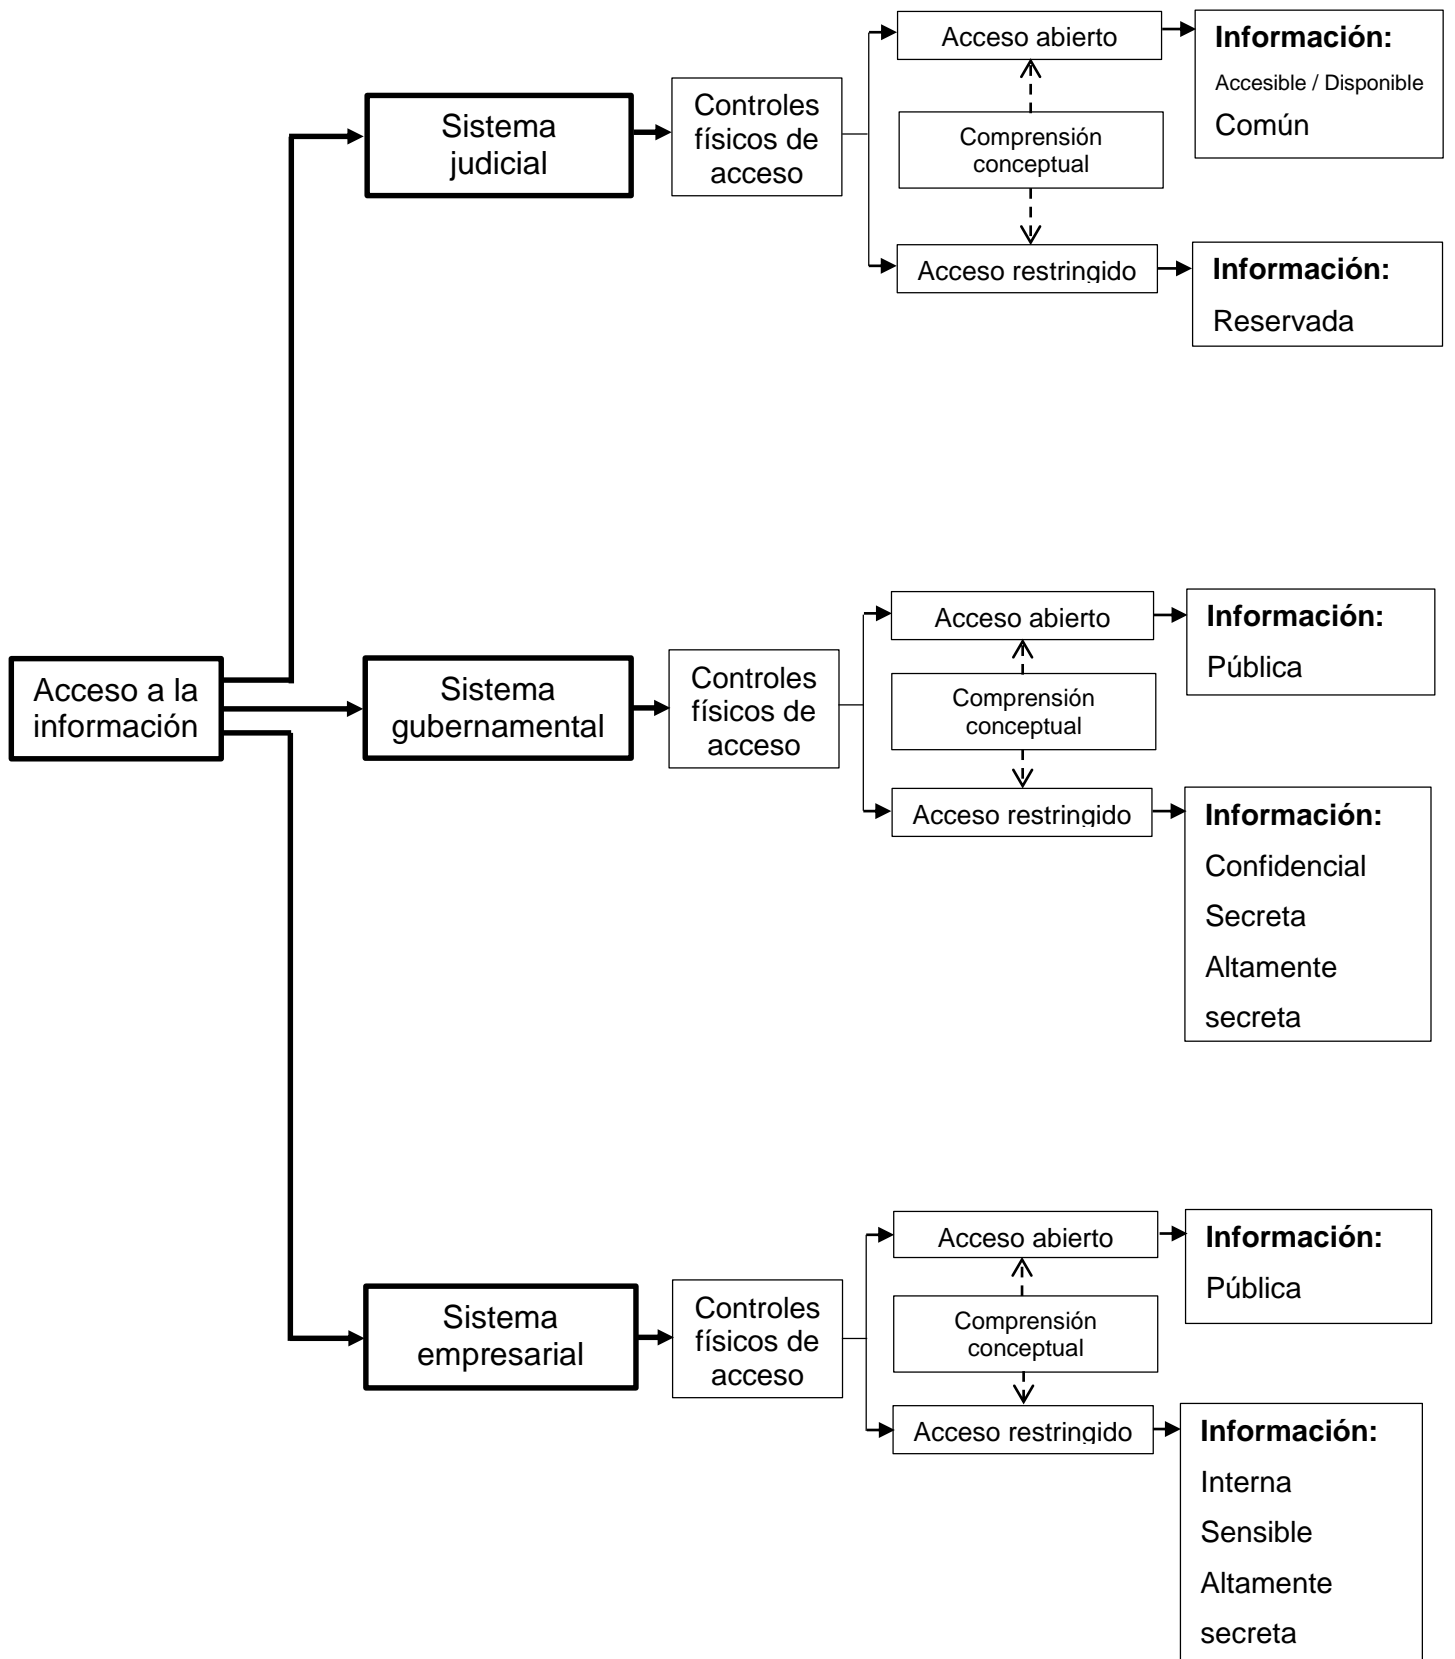 Acceso a la
información
Sistema
judicial
Controles
físicos de
acceso
Acceso abierto
Comprensión
conceptual
Acceso restringido
Información:
Accesible / Disponible
Común
Información:
Reservada
Sistema
gubernamental
Controles
físicos de
acceso
Acceso abierto
Comprensión
conceptual
Acceso restringido
Información:
Pública
Información:
Confidencial
Secreta
Altamente
secreta
Sistema
empresarial
Controles
físicos de
acceso
Acceso abierto
Comprensión
conceptual
Acceso restringido
Información:
Pública
Información:
Interna
Sensible
Altamente
secreta